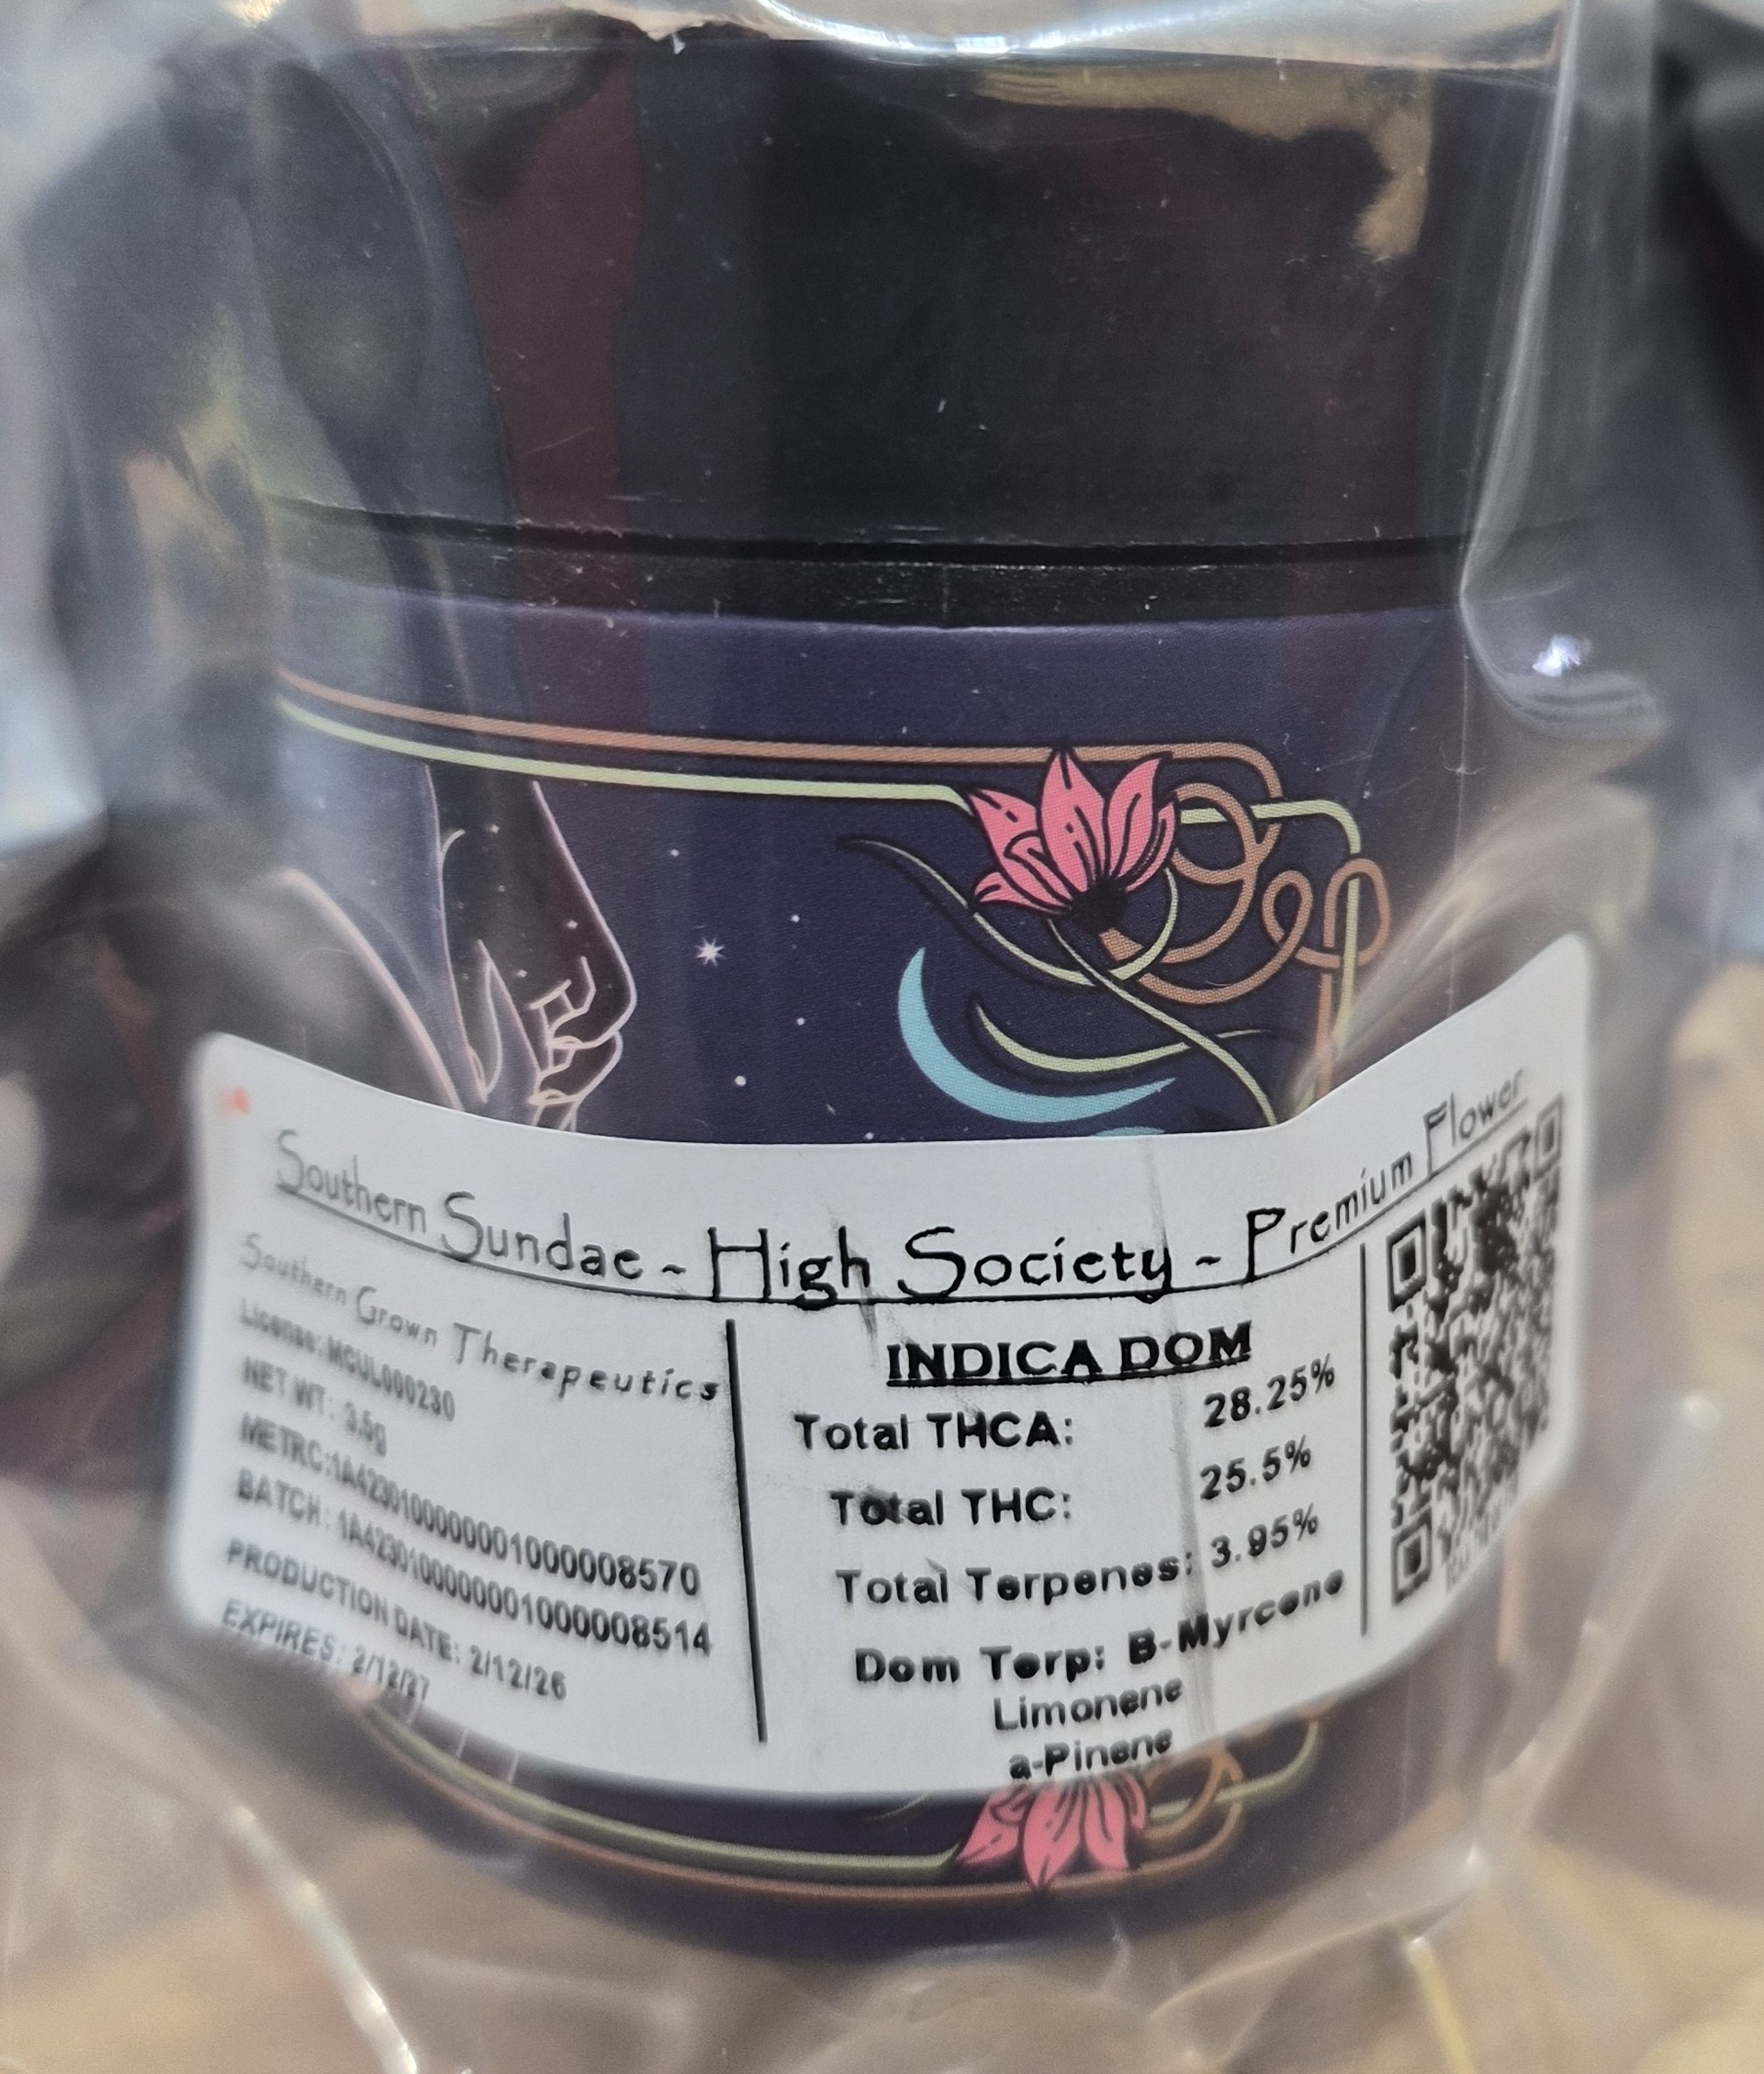 Southern Sundae ~ High Society ~ Premium Flower
Southern Grown Therapeutics
License: MCUL000230
NET WT: 3.5g
METRC:1A4230100000001000008570
BATCH: 1A4230100000001000008514
PRODUCTION DATE: 2/12/26
EXPIRES: 2/12/27
INDICA DOM
Total THCA: 28.25%
Total THC: 25.5%
Total Terpenes: 3.95%
Dom Terp: B-Myrcene
Limonene
a-Pinene